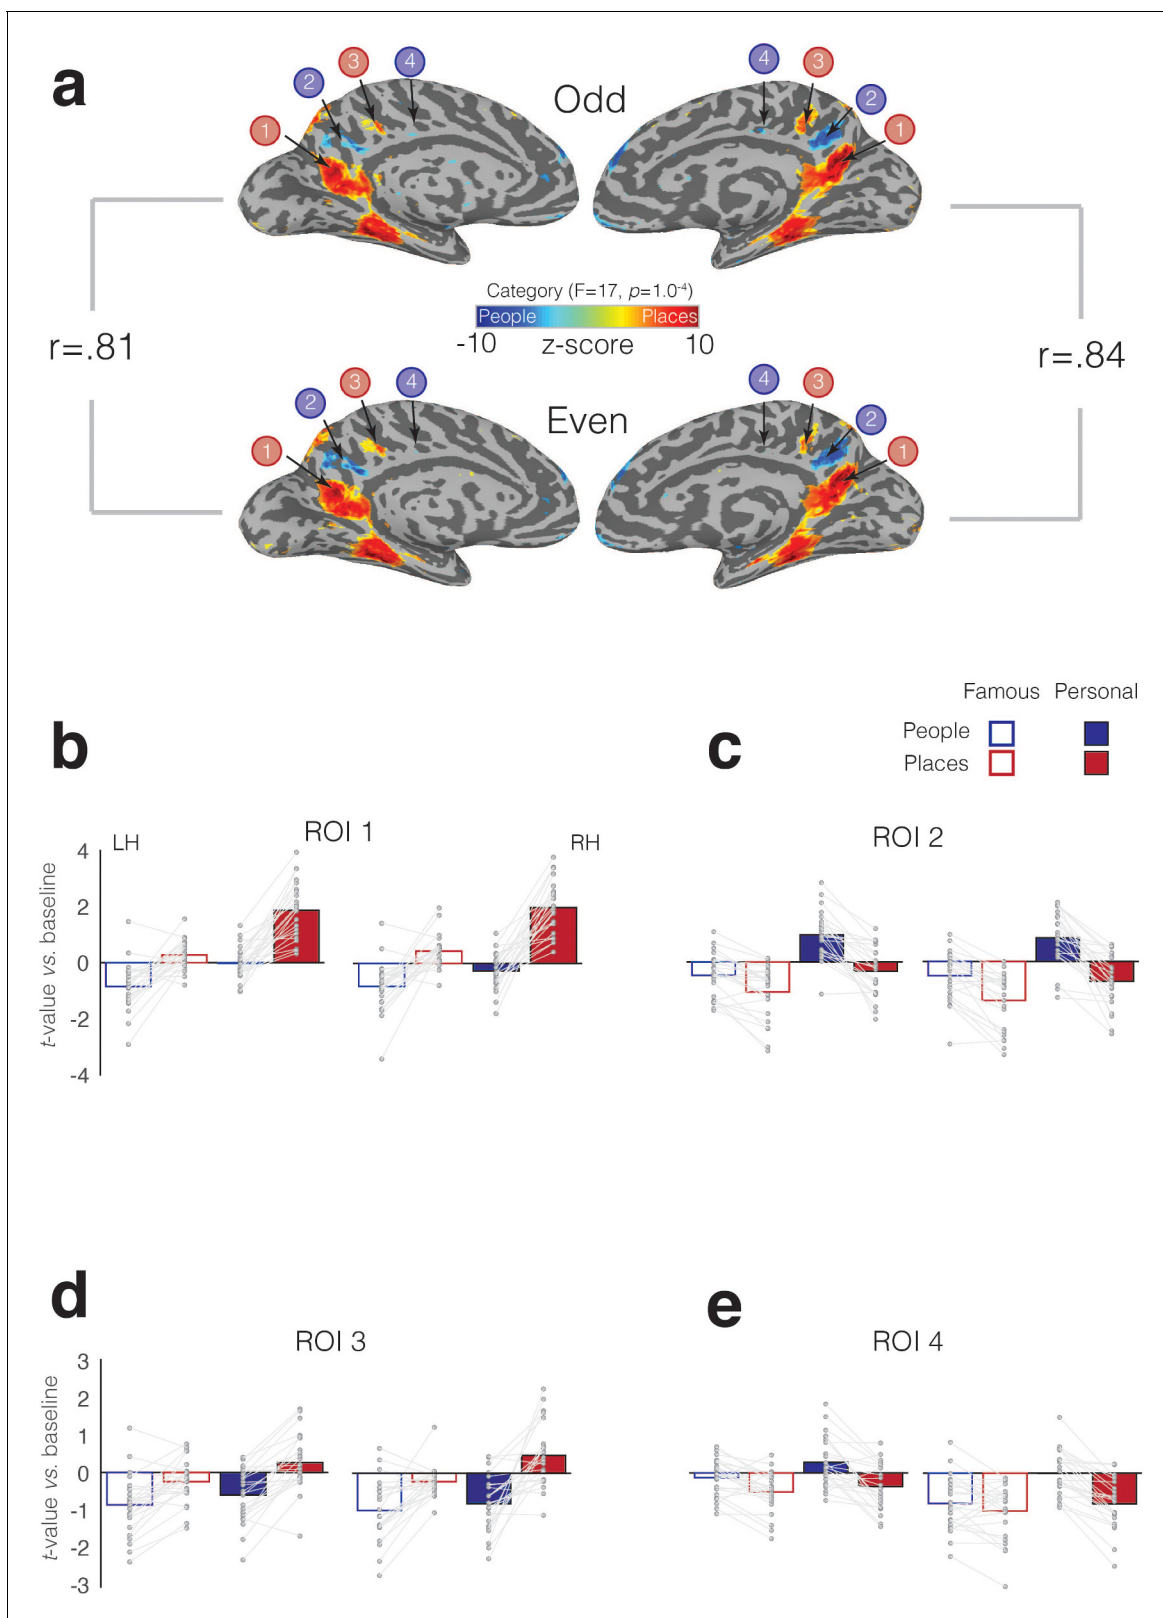 a
Odd
4
3
2
1
4
3
2
1
Category (F=17, p=1.0-4)
People
Places
-10
z-score
10
r=.81
r=.84
Even
4
3
2
1
4
3
2
1
Famous Personal
People
Places
b
c
ROI 1
LH
RH
ROI 2
t-value vs. baseline
4
2
0
-2
-4
d
e
ROI 3
ROI 4
t-value vs. baseline
3
2
1
0
-1
-2
-3